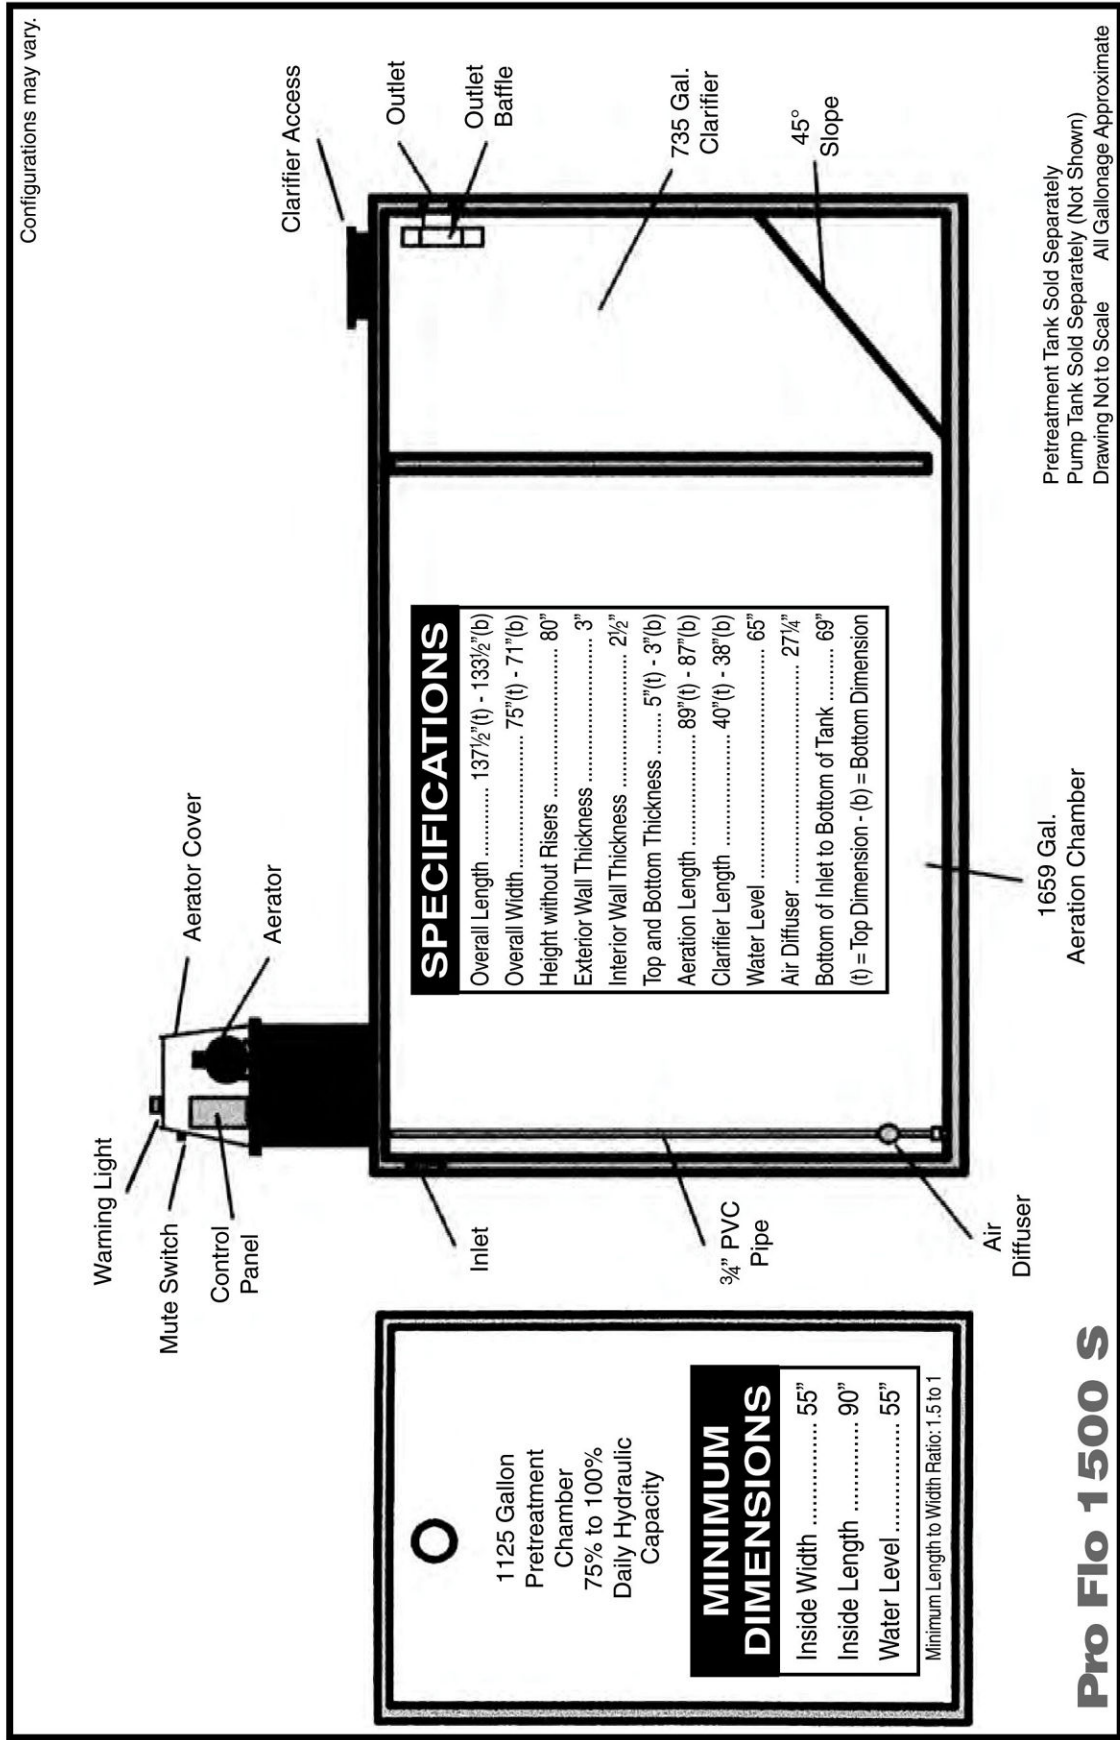 Configurations may vary.
Clarifier Access
Outlet
Outlet
Baffle
735 Gal.
Clarifier
45°
Slope
Warning Light
Mute Switch
Control
Panel
Aerator Cover
Aerator
Inlet
¾" PVC
Pipe
Air
Diffuser
1659 Gal.
Aeration Chamber
SPECIFICATIONS
Overall Length .......... 137½"(t) - 133½"(b)
Overall Width .................. 75"(t) - 71"(b)
Height without Risers ...................... 80"
Exterior Wall Thickness ..................... 3"
Interior Wall Thickness .................... 2½"
Top and Bottom Thickness ...... 5"(t) - 3"(b)
Aeration Length ............... 89"(t) - 87"(b)
Clarifier Length ............... 40"(t) - 38"(b)
Water Level .................................. 65"
Air Diffuser ............................. 27¼"
Bottom of Inlet to Bottom of Tank .......... 69"
(t) = Top Dimension - (b) = Bottom Dimension
1125 Gallon
Pretreatment
Chamber
75% to 100%
Daily Hydraulic
Capacity
MINIMUM
DIMENSIONS
Inside Width ................. 55"
Inside Length ............... 90"
Water Level .................. 55"
Minimum Length to Width Ratio: 1.5 to 1
Pro Flo 1500 S
Pretreatment Tank Sold Separately
Pump Tank Sold Separately (Not Shown)
Drawing Not to Scale All Gallonage Approximate